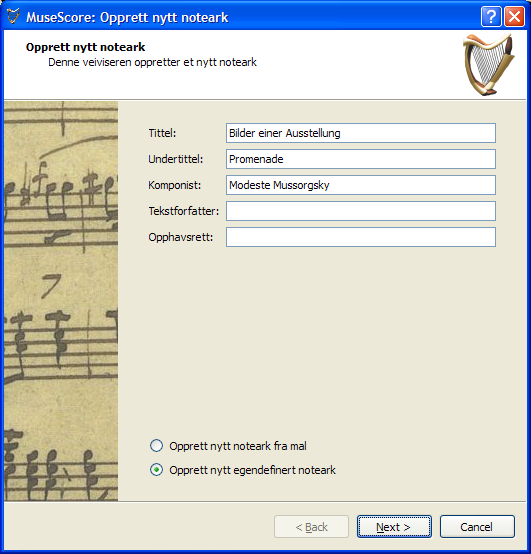 MuseScore: Opprett nytt noteark
Opprett nytt noteark
Denne veiviseren oppretter et nytt noteark
Tittel: Bilder einer Ausstellung
Undertittel: Promenade
Komponist: Modeste Mussorgsky
Tekstforfatter:
Opphavsrett:
Opprett nytt noteark fra mal
Opprett nytt egendefinert noteark
< Back Next > Cancel